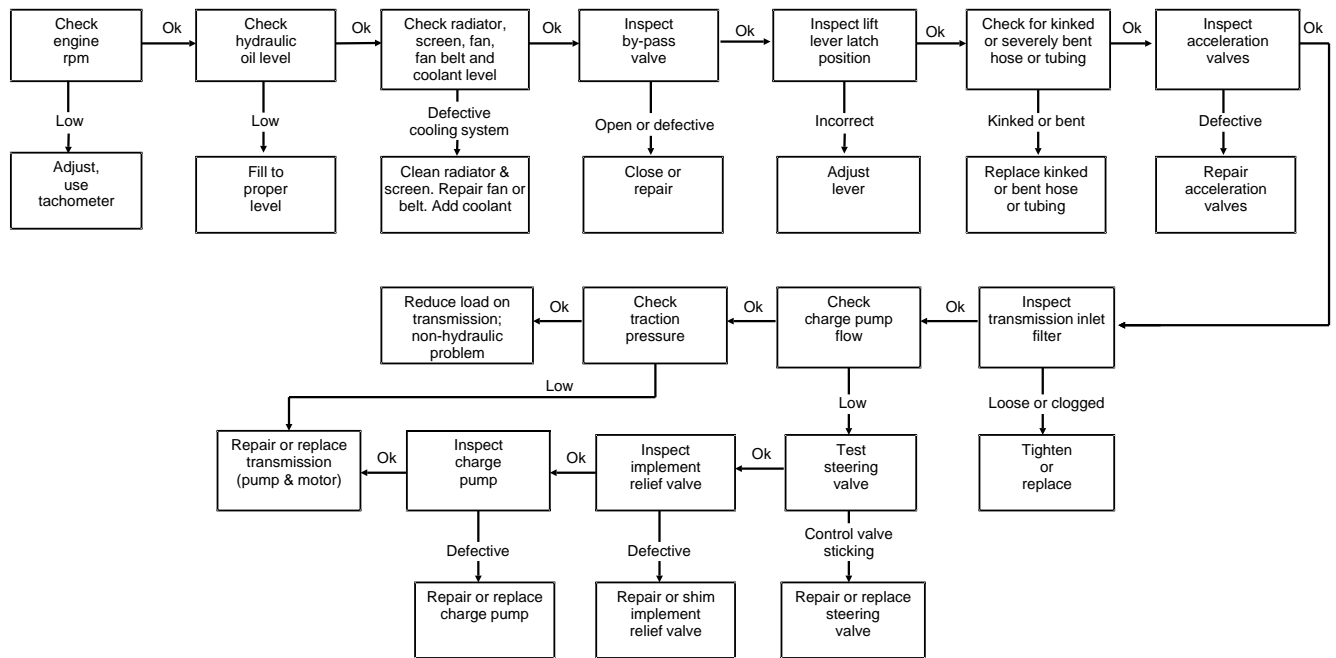 Check
engine
rpm
Ok
Check
hydraulic
oil level
Ok
Check radiator,
screen, fan,
fan belt and
coolant level
Ok
Inspect
by-pass
valve
Ok
Inspect lift
lever latch
position
Ok
Check for kinked
or severely bent
hose or tubing
Ok
Inspect
acceleration
valves
Ok
Low
Low
Defective
cooling system
Open or defective
Incorrect
Kinked or bent
Defective
Adjust,
use
tachometer
Fill to
proper
level
Clean radiator &
screen. Repair fan or
belt. Add coolant
Close or
repair
Adjust
lever
Replace kinked
or bent hose
or tubing
Repair
acceleration
valves
Reduce load on
transmission;
non-hydraulic
problem
Ok
Check
traction
pressure
Ok
Check
charge pump
flow
Ok
Inspect
transmission inlet
filter
Low
Low
Loose or clogged
Repair or replace
transmission
(pump & motor)
Ok
Inspect
charge
pump
Ok
Inspect
implement
relief valve
Ok
Test
steering
valve
Tighten
or
replace
Defective
Defective
Control valve
sticking
Repair or replace
charge pump
Repair or shim
implement
relief valve
Repair or replace
steering
valve